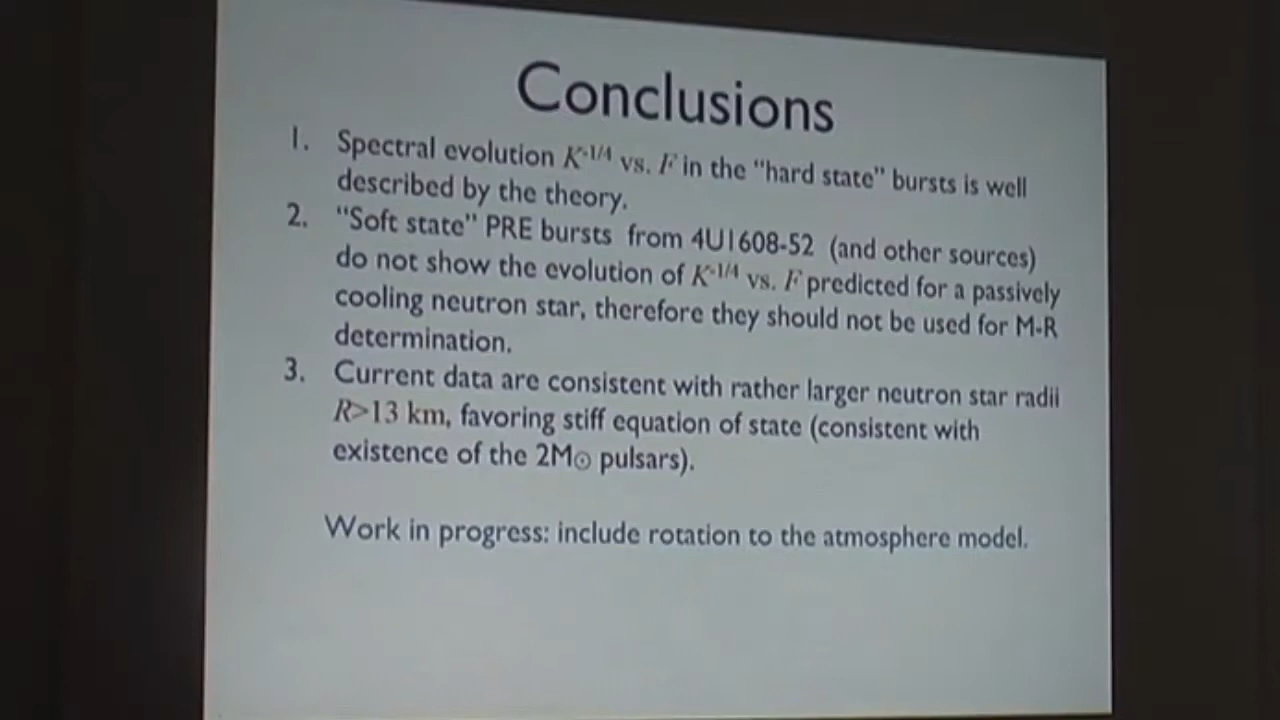 Conclusions
1. Spectral evolution K-1/4 vs. F in the "hard state" bursts is well
described by the theory.
2. "Soft state" PRE bursts from 4U1608-52 (and other sources)
do not show the evolution of K-1/4 vs. F predicted for a passively
cooling neutron star, therefore they should not be used for M-R
determination.
3. Current data are consistent with rather larger neutron star radii
R>13 km, favoring stiff equation of state (consistent with
existence of the 2M⊙ pulsars).
Work in progress: include rotation to the atmosphere model.